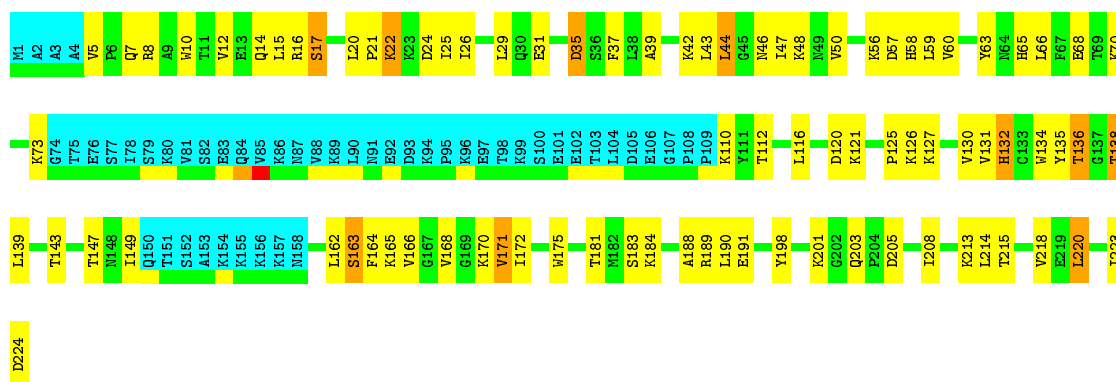 M1 A2 A3 A4 V5 P6 Q7 R8 A9 W10 T11 V12 E13 Q14 L15 R16 S17 L20 P21 K22 K23 D24 I25 I26 L29 Q30 E31 D35 S36 F37 L38 A39 K42 L43 L44 G45 N46 I47 K48 N49 V50 K56 D57 H58 L59 V60 Y63 N64 H65 L66 F67 E68 T69 K70
K73 G74 T75 E76 S77 I78 S79 K80 V81 S82 E83 Q84 V85 K86 N87 V88 K89 L90 N91 E92 D93 K94 P95 K96 E97 T98 K99 S100 E101 E102 T103 L104 D105 E106 G107 P108 P109 K110 Y111 T112 L116 D120 K121 P125 K126 K127 V130 V131 H132 C133 W134 Y135 T136 G137 T138
L139 T143 T147 N148 I149 Q150 T151 S152 A153 K154 K155 K156 K157 N158 L162 S163 F164 K165 V166 G167 V168 G169 K170 V171 I172 W175 T181 M182 S183 K184 A188 R189 L190 E191 Y198 K201 G202 Q203 P204 D205 I208 K213 L214 T215 V218 E219 L220 I223
D224